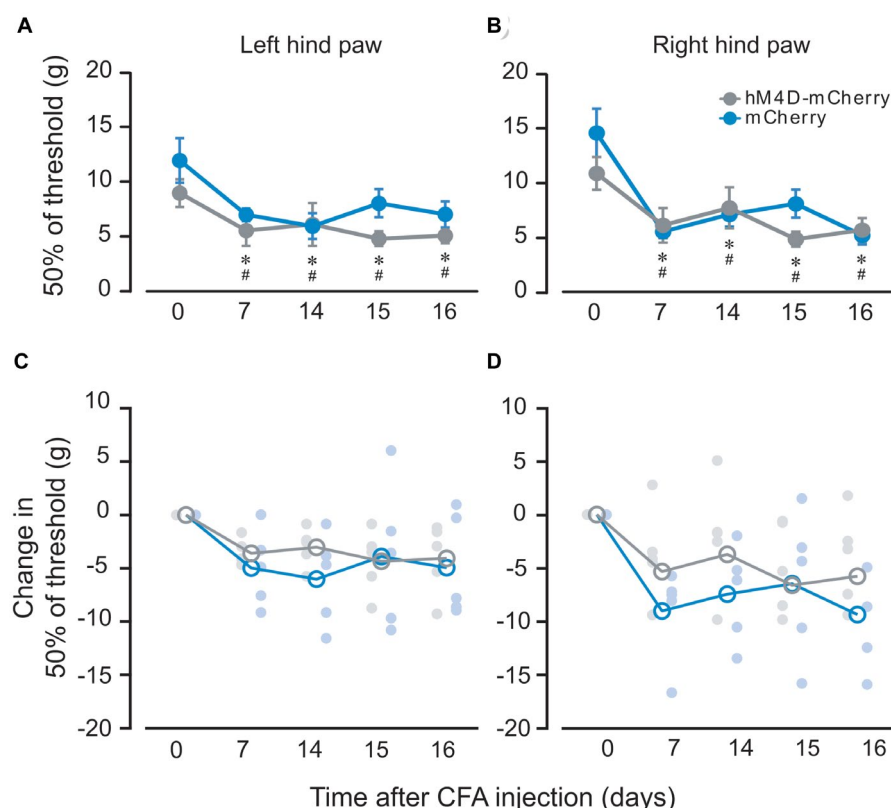 A
Left hind paw
50% of threshold (g)
20
15
10
5
0
* * * *
# # # #
0 7 14 15 16
B
Right hind paw
hM4D-mCherry
mCherry
20
15
10
5
0
* * * *
# # # #
0 7 14 15 16
C
Change in
50% of threshold (g)
10
5
0
-5
-10
-15
-20
0 7 14 15 16
D
10
5
0
-5
-10
-15
-20
0 7 14 15 16
Time after CFA injection (days)